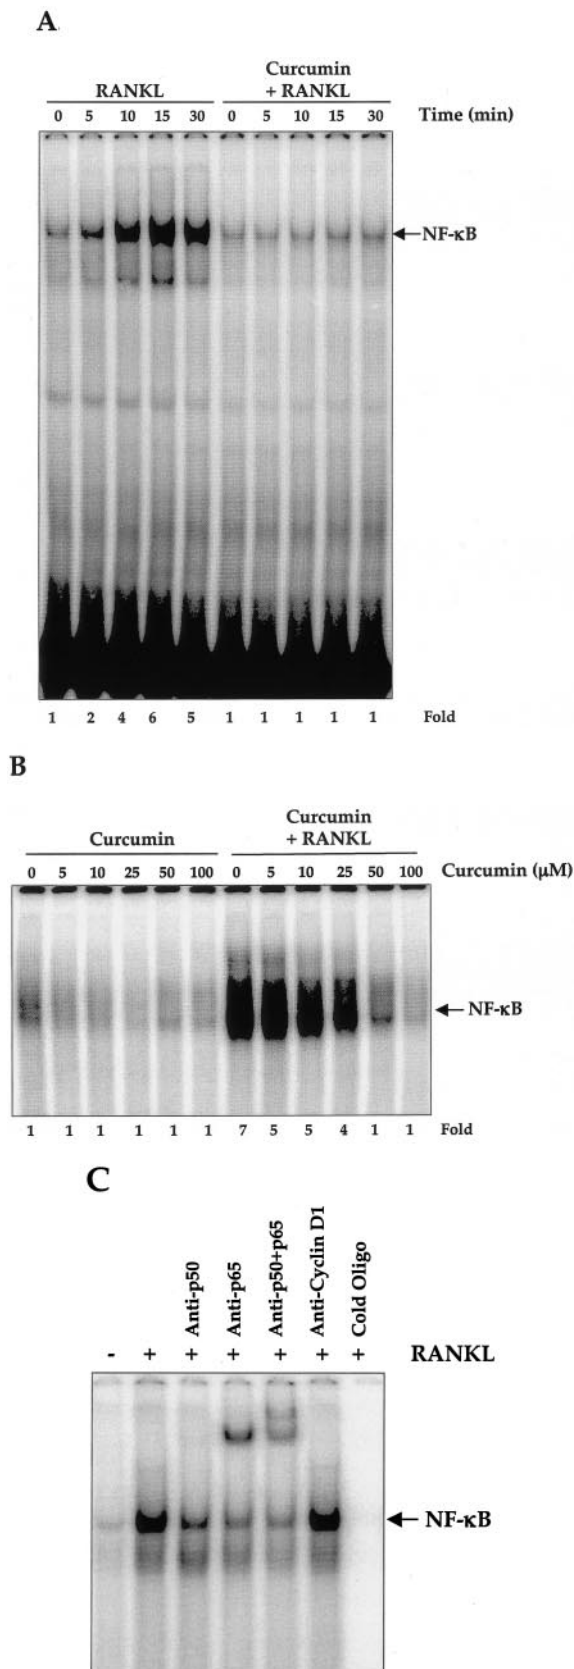 A
RANKL
Curcumin
+ RANKL
0 5 10 15 30 0 5 10 15 30 Time (min)
NF-κB
1 2 4 6 5 1 1 1 1 1 Fold
B
Curcumin
Curcumin
+ RANKL
0 5 10 25 50 100 0 5 10 25 50 100 Curcumin (μM)
NF-κB
1 1 1 1 1 1 7 5 5 4 1 1 Fold
C
Anti-p50
Anti-p65
Anti-p50+p65
Anti-Cyclin D1
Cold Oligo
- + + + + + + RANKL
NF-κB